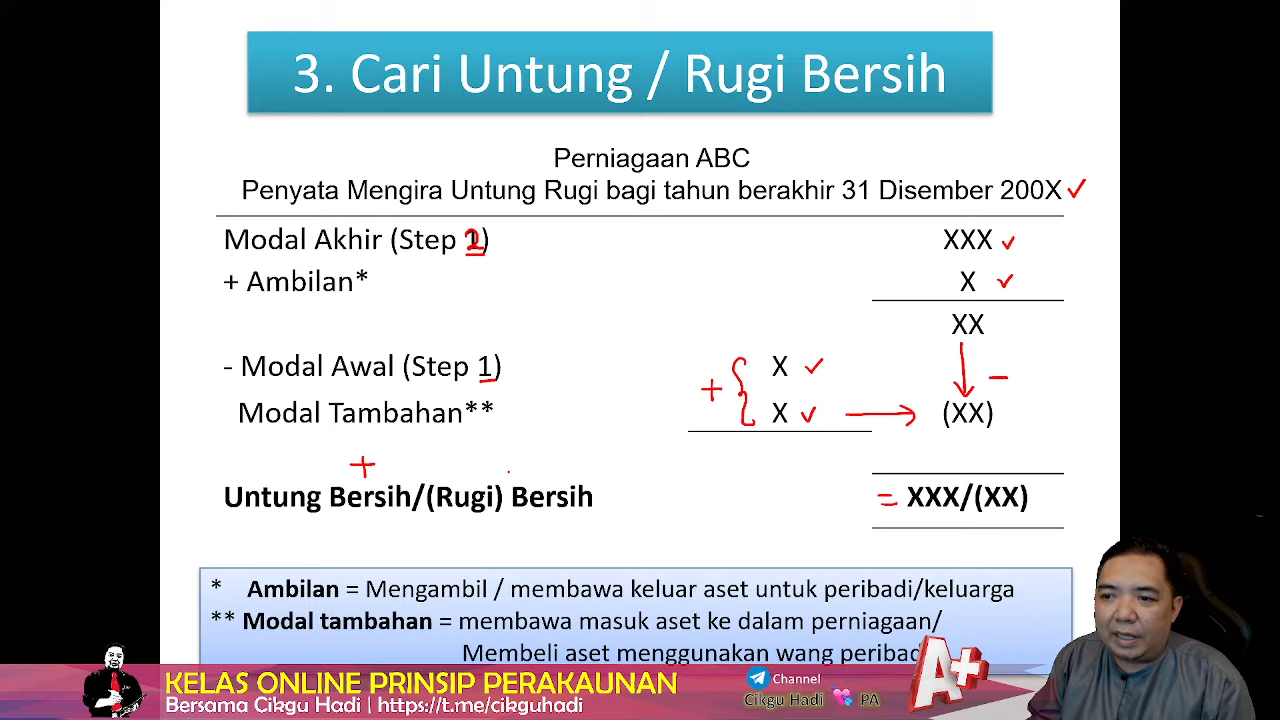 3. Cari Untung / Rugi Bersih
Perniagaan ABC
Penyata Mengira Untung Rugi bagi tahun berakhir 31 Disember 200X ✓
Modal Akhir (Step 2) XXX ✓
+ Ambilan* X ✓
XX
- Modal Awal (Step 1) X ✓
Modal Tambahan** + { X ✓ → (XX) -
+
Untung Bersih/(Rugi) Bersih = XXX/(XX)
* Ambilan = Mengambil / membawa keluar aset untuk peribadi/keluarga
** Modal tambahan = membawa masuk aset ke dalam perniagaan/
Membeli aset menggunakan wang
A+
KELAS ONLINE PRINSIP PERAKAUNAN
Bersama Cikgu Hadi | https://t.me/cikguhadi
Channel
Cikgu Hadi 💘 PA